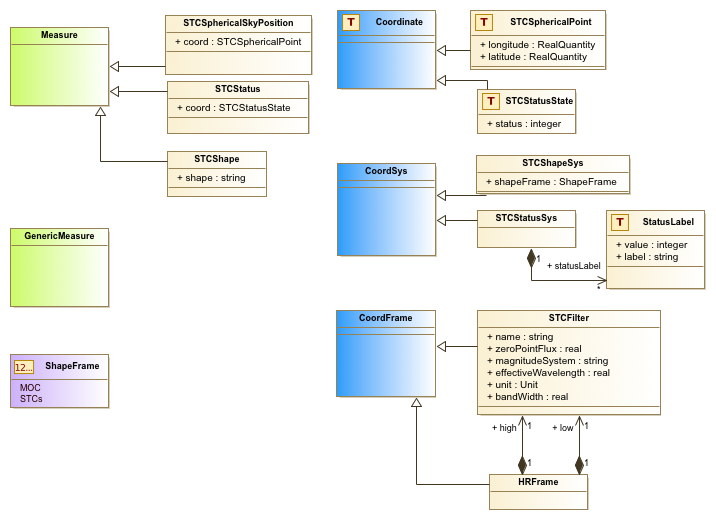 Measure
STCSphericalSkyPosition
+ coord : STCSphericalPoint
STCStatus
+ coord : STCStatusState
STCShape
+ shape : string
GenericMeasure
12... ShapeFrame
MOC
STCs
T Coordinate
T STCSphericalPoint
+ longitude : RealQuantity
+ latitude : RealQuantity
T STCStatusState
+ status : integer
CoordSys
STCShapeSys
+ shapeFrame : ShapeFrame
STCStatusSys
1
+ statusLabel
*
T StatusLabel
+ value : integer
+ label : string
CoordFrame
STCFilter
+ name : string
+ zeroPointFlux : real
+ magnitudeSystem : string
+ effectiveWavelength : real
+ unit : Unit
+ bandWidth : real
+ high 1 + low 1
1 1
HRFrame